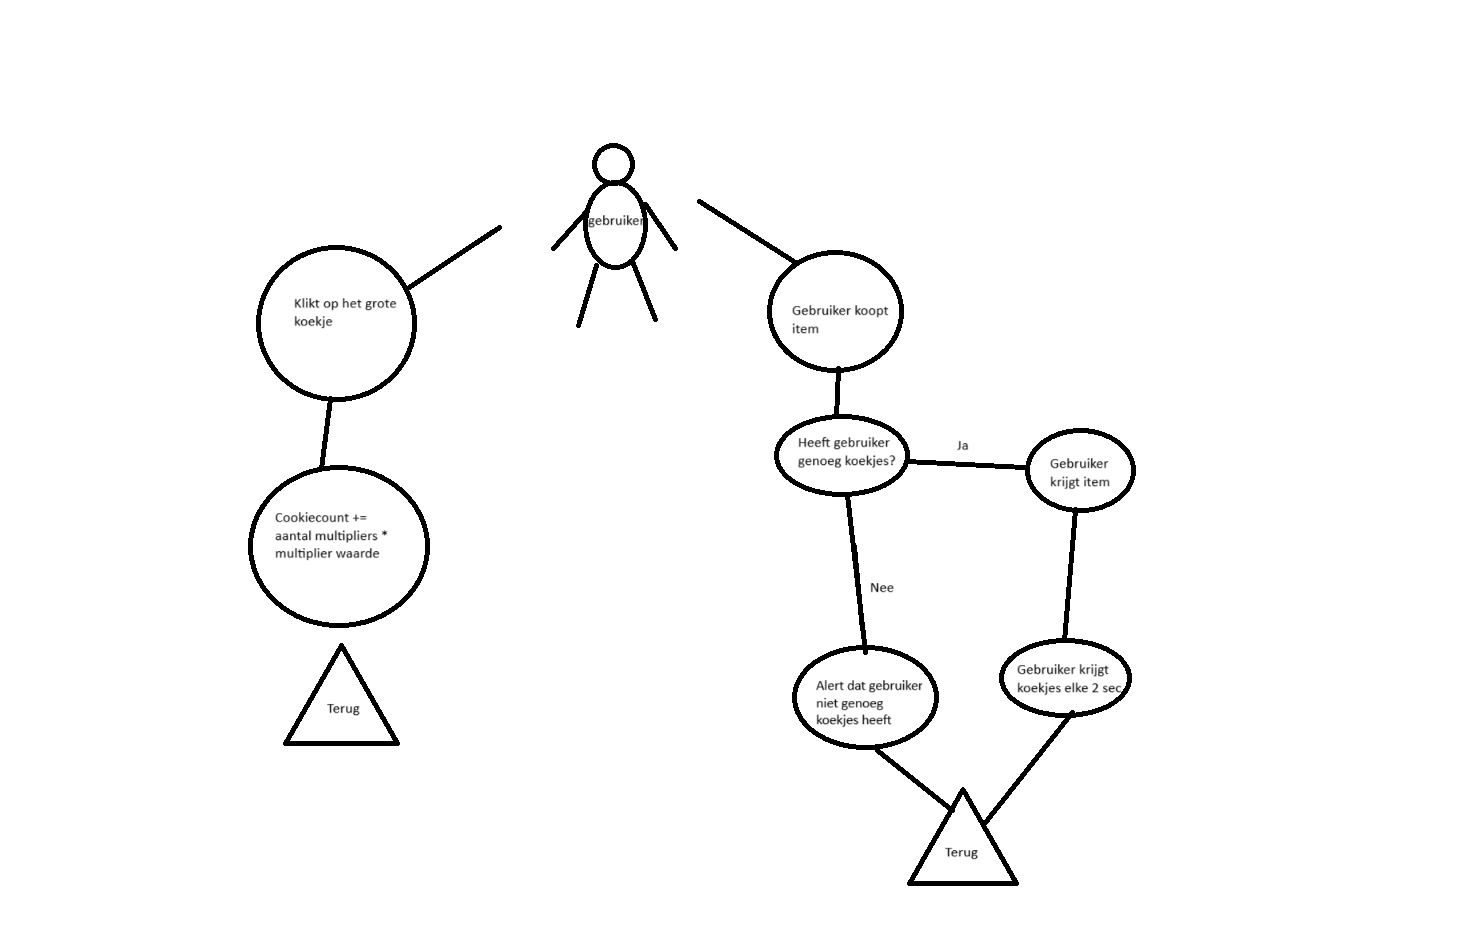 gebruiker
Klikt op het grote
koekje
Cookiecount +=
aantal multipliers *
multiplier waarde
Terug
Gebruiker koopt
item
Heeft gebruiker
genoeg koekjes?
Ja
Gebruiker
krijgt item
Nee
Alert dat gebruiker
niet genoeg
koekjes heeft
Gebruiker krijgt
koekjes elke 2 sec
Terug